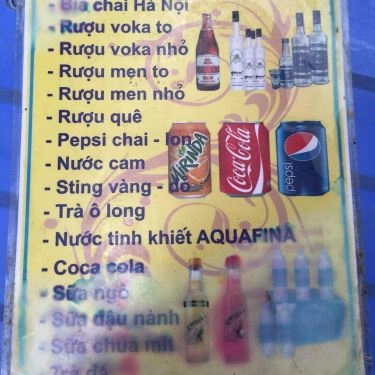 - Bia chai Hà Nội
- Rượu voka to
- Rượu voka nhỏ
- Rượu men to
- Rượu men nhỏ
- Rượu quê
- Pepsi chai - lon
- Nước cam
- Sting vàng - đỏ
- Trà ô long
- Nước tinh khiết AQUAFINA
- Coca cola
- Sữa ngô
- Sữa đậu nành
- Sữa chua mít
- Trà đá
MIRINDA
Coca-Cola
pepsi